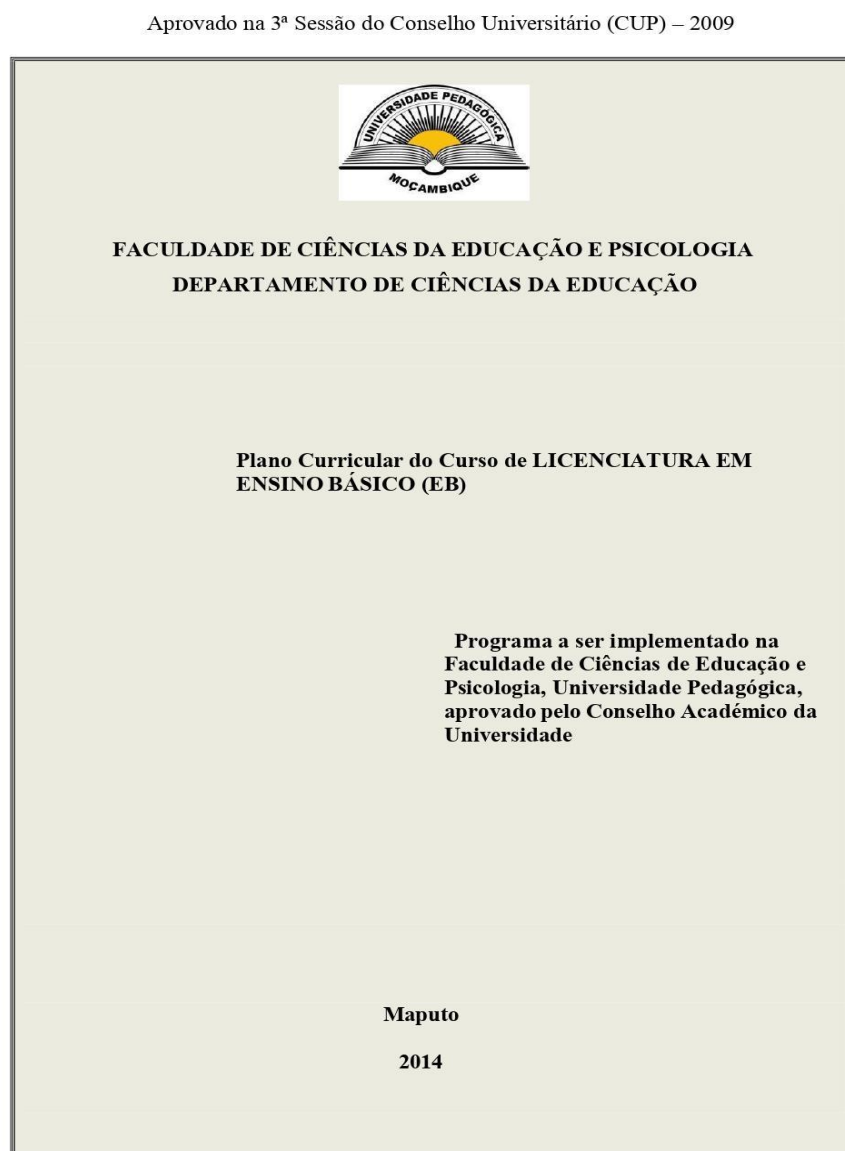 Aprovado na 3ª Sessão do Conselho Universitário (CUP) – 2009
UNIVERSIDADE PEDAGÓGICA
MOÇAMBIQUE
FACULDADE DE CIÊNCIAS DA EDUCAÇÃO E PSICOLOGIA
DEPARTAMENTO DE CIÊNCIAS DA EDUCAÇÃO
Plano Curricular do Curso de LICENCIATURA EM
ENSINO BÁSICO (EB)
Programa a ser implementado na
Faculdade de Ciências de Educação e
Psicologia, Universidade Pedagógica,
aprovado pelo Conselho Académico da
Universidade
Maputo
2014